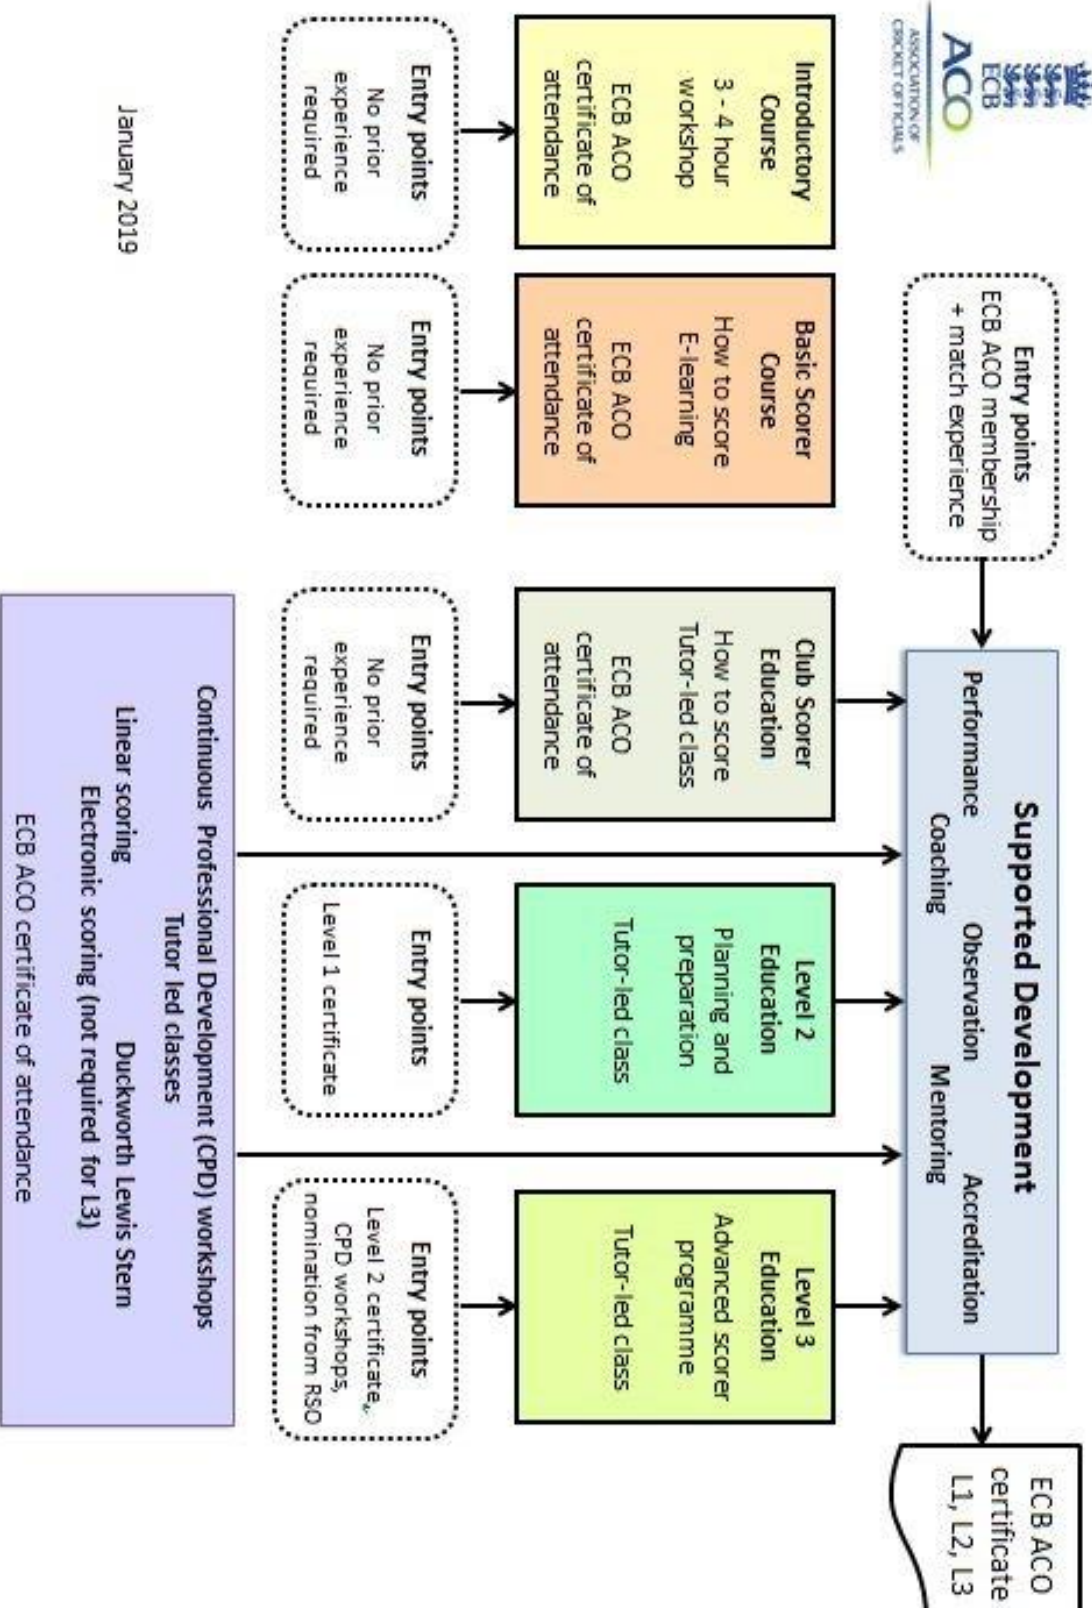 ECB
ACO
ASSOCIATION OF
CRICKET OFFICIALS
Entry points
ECB ACO membership
+ match experience
Supported Development
Performance Observation Accreditation
Coaching Mentoring
ECB ACO
certificate
L1, L2, L3
Introductory
Course
3 - 4 hour
workshop
ECB ACO
certificate of
attendance
Basic Scorer
Course
How to score
E-learning
ECB ACO
certificate of
attendance
Club Scorer
Education
How to score
Tutor-led class
ECB ACO
certificate of
attendance
Level 2
Education
Planning and
preparation
Tutor-led class
Level 3
Education
Advanced scorer
programme
Tutor-led class
Entry points
No prior
experience
required
Entry points
No prior
experience
required
Entry points
No prior
experience
required
Entry points
Level 1 certificate
Entry points
Level 2 certificate,
CPD workshops,
nomination from RSO
Continuous Professional Development (CPD) workshops
Tutor led classes
Linear scoring Duckworth Lewis Stern
Electronic scoring (not required for L3)
ECB ACO certificate of attendance
January 2019